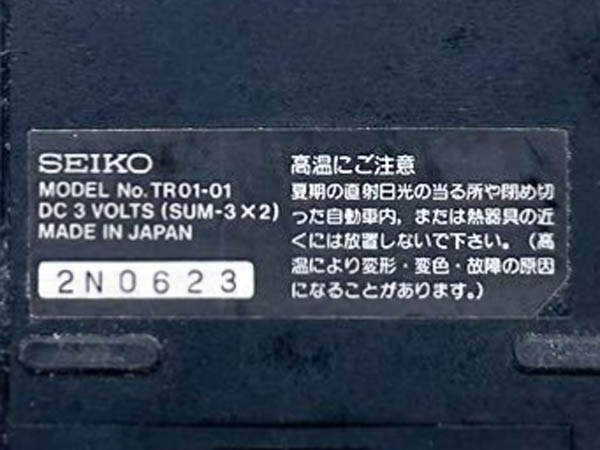 SEIKO
MODEL No. TR01-01
DC 3 VOLTS (SUM-3×2)
MADE IN JAPAN
2N0623
高温にご注意
夏期の直射日光の当る所や閉め切
った自動車内、または熱器具の近
くには放置しないで下さい。（高
温により変形・変色・故障の原因
になることがあります。）